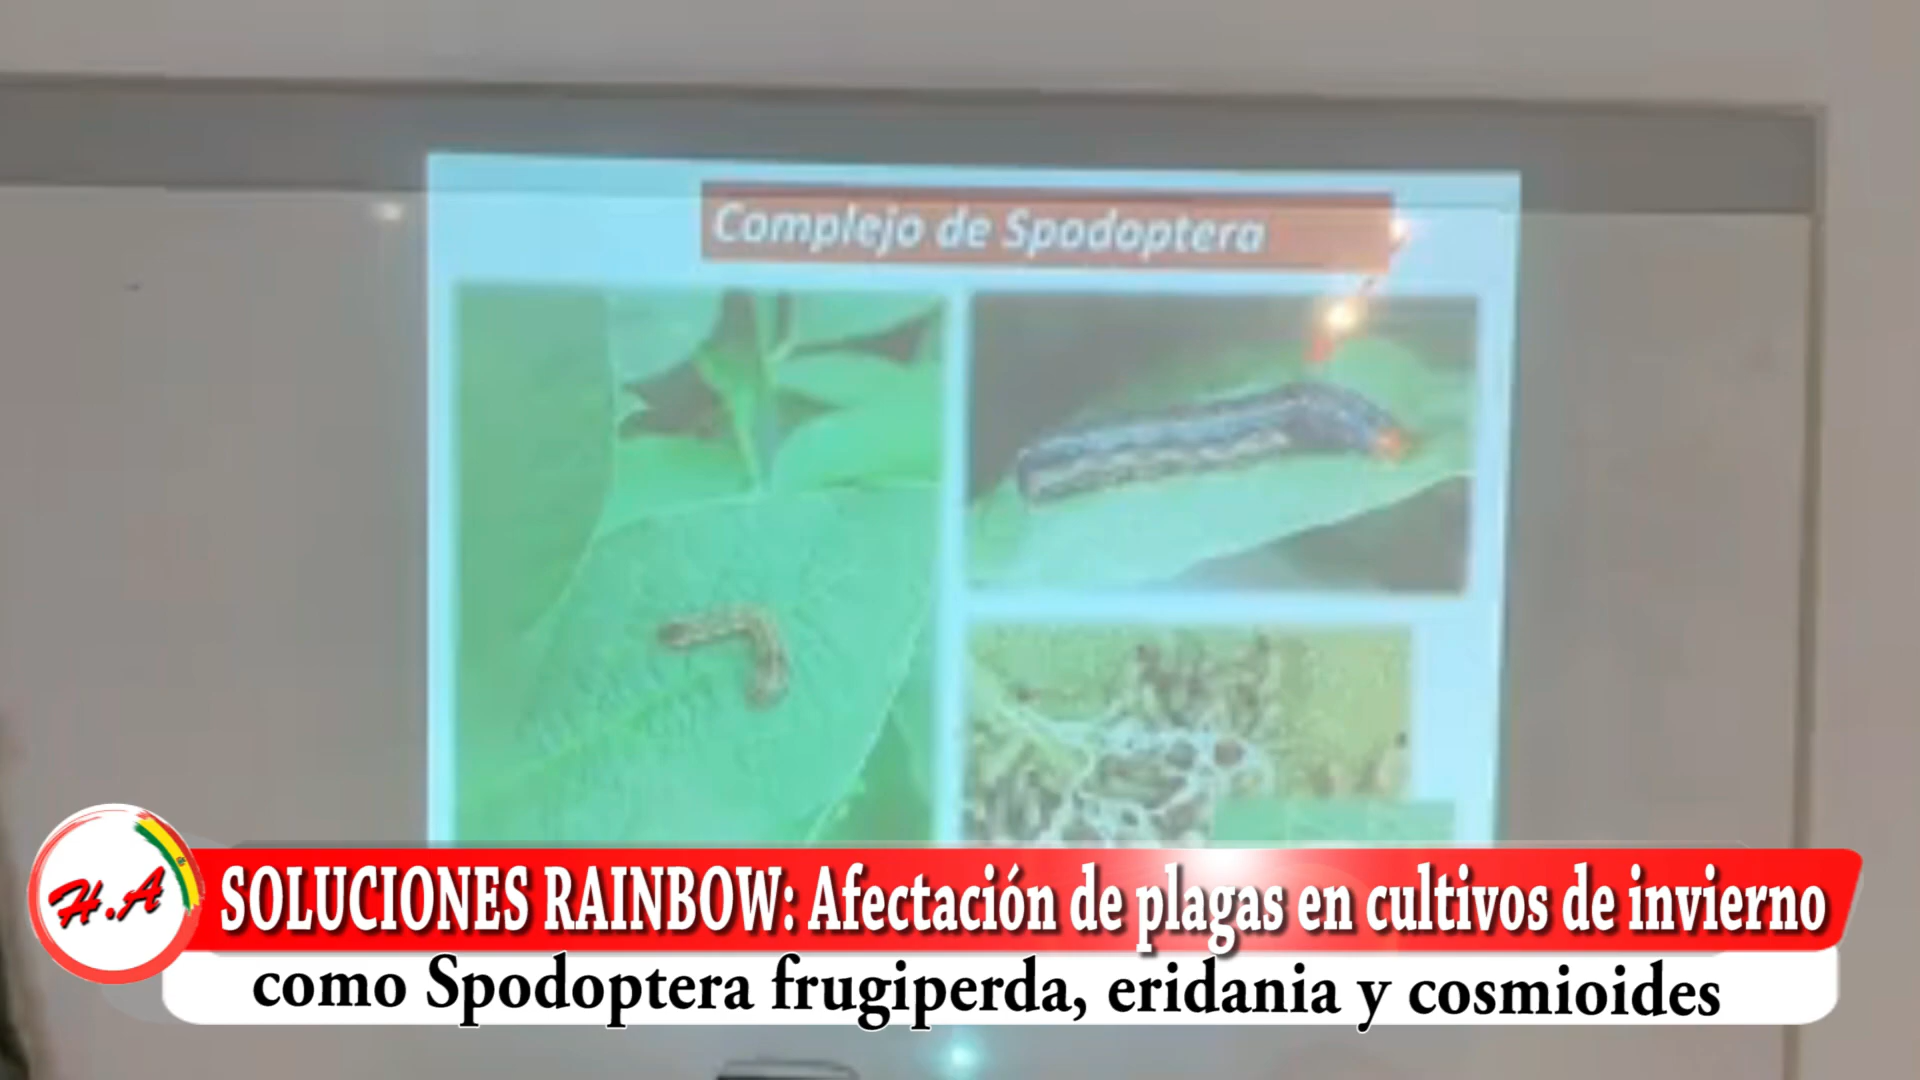 Complejo de Spodoptera
H.A
SOLUCIONES RAINBOW: Afectación de plagas en cultivos de invierno
como Spodoptera frugiperda, eridania y cosmioides